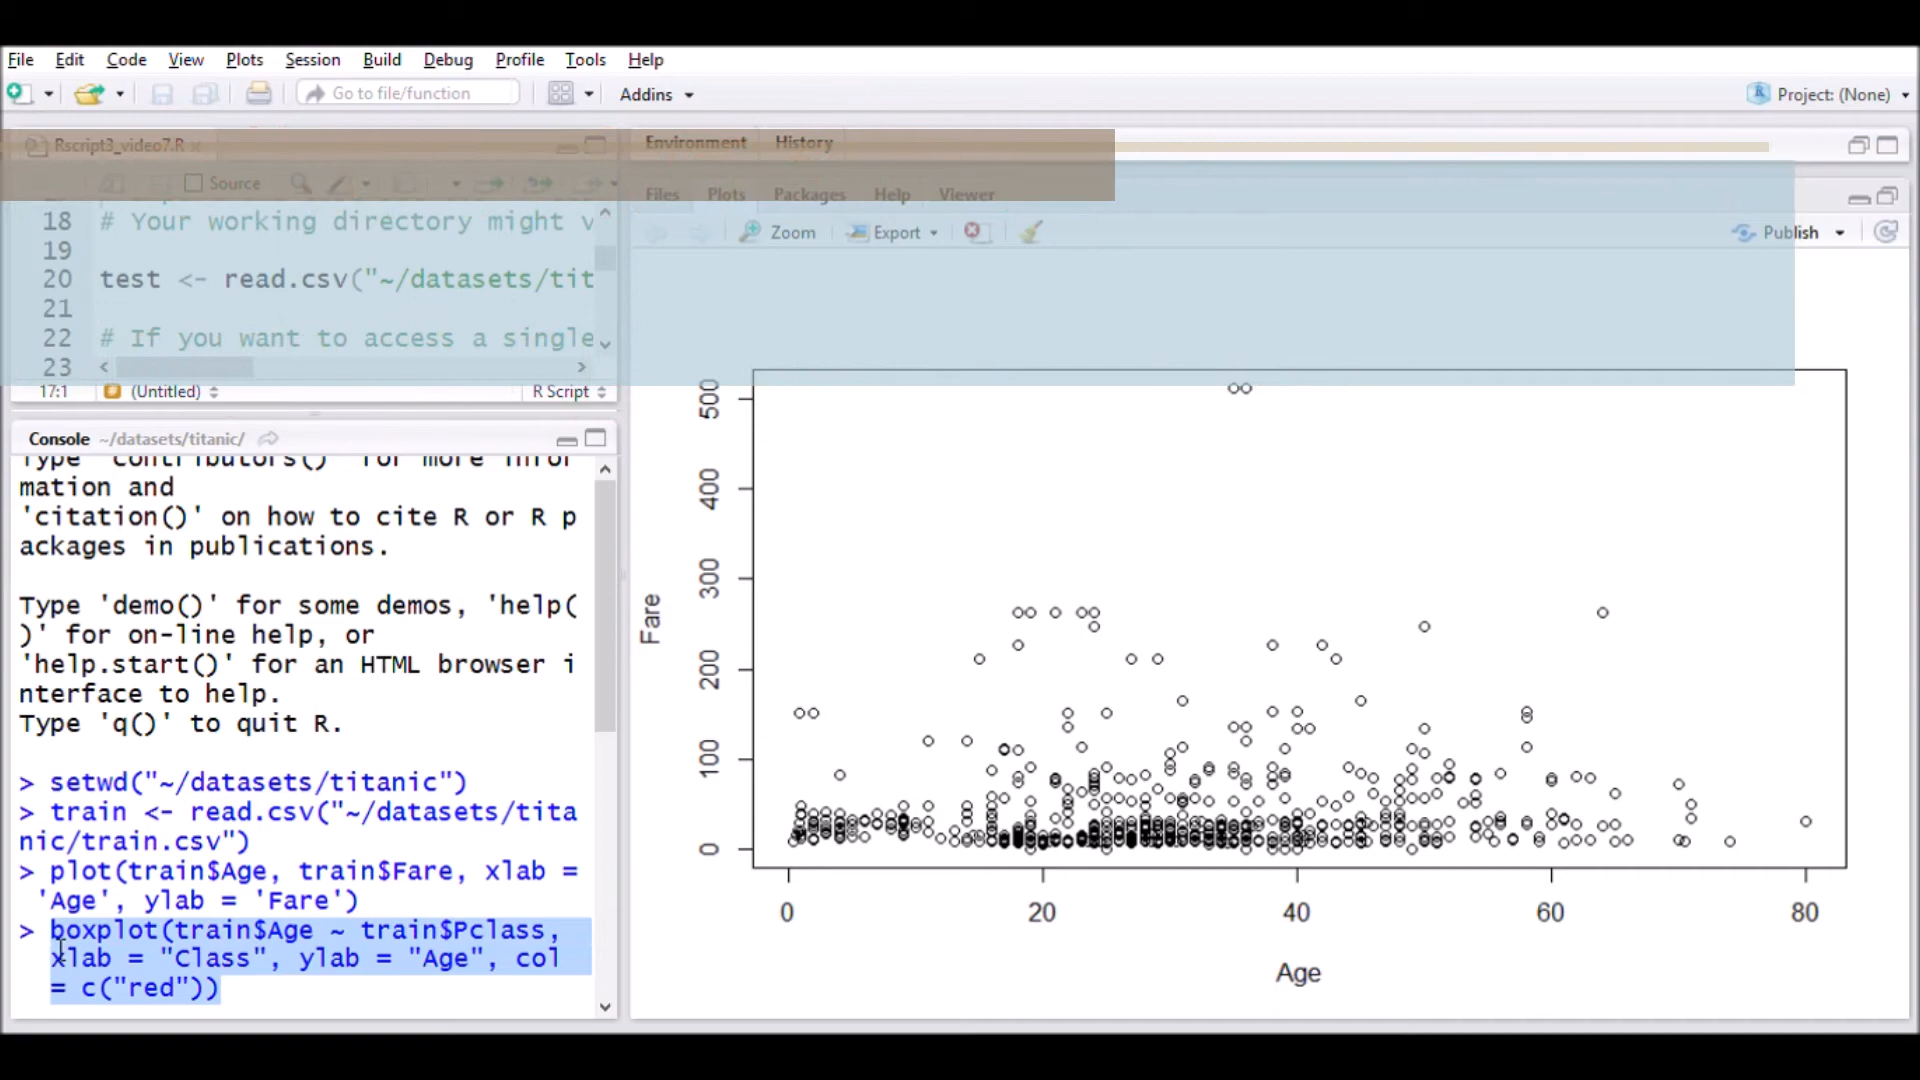 File Edit Code View Plots Session Build Debug Profile Tools Help
Go to file/function Addins Project: (None)
Rscript3_video7.R Environment History
Source Files Plots Packages Help Viewer
Zoom Export Publish
18 # Your working directory might v
19
20 test <- read.csv("~/datasets/tit
21
22 # If you want to access a single
23
17:1 (Untitled) R Script
Console ~/datasets/titanic/
Type 'contributors()' for more infor
mation and
'citation()' on how to cite R or R p
ackages in publications.
Type 'demo()' for some demos, 'help(
)' for on-line help, or
'help.start()' for an HTML browser i
nterface to help.
Type 'q()' to quit R.
> setwd("~/datasets/titanic")
> train <- read.csv("~/datasets/tita
nic/train.csv")
> plot(train$Age, train$Fare, xlab =
'Age', ylab = 'Fare')
> boxplot(train$Age ~ train$Pclass,
xlab = "Class", ylab = "Age", col
= c("red"))
Fare
500
400
300
200
100
0
0 20 40 60 80
Age